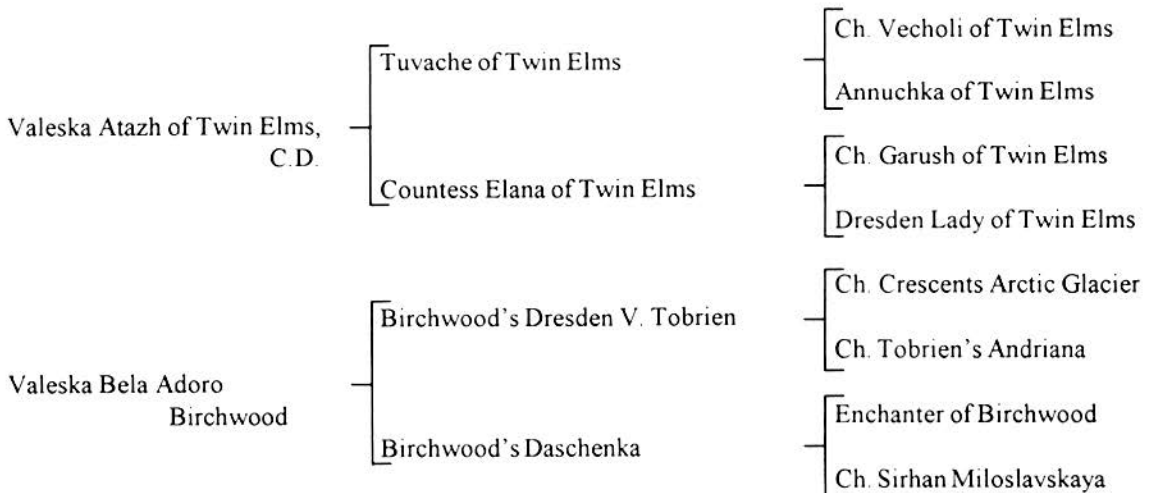 Ch. Vecholi of Twin Elms
Tuvache of Twin Elms
Annuchka of Twin Elms
Valeska Atazh of Twin Elms,
C.D.
Ch. Garush of Twin Elms
Countess Elana of Twin Elms
Dresden Lady of Twin Elms
Ch. Crescents Arctic Glacier
Birchwood's Dresden V. Tobrien
Ch. Tobrien's Andriana
Valeska Bela Adoro
Birchwood
Enchanter of Birchwood
Birchwood's Daschenka
Ch. Sirhan Miloslavskaya